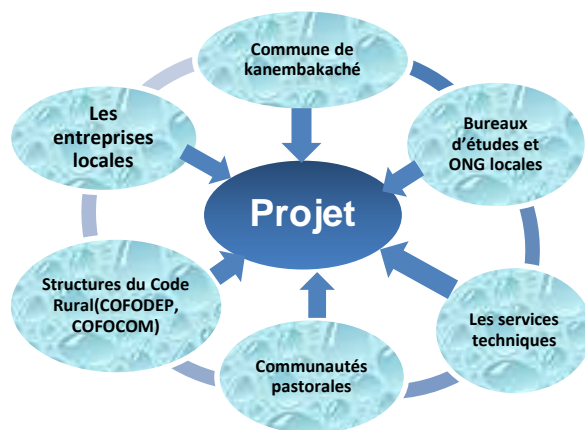 Commune de
kanembakaché
Les
entreprises
locales
Bureaux
d'études et
ONG locales
Projet
Structures du Code
Rural(COFODEP,
COFOCOM)
Les services
techniques
Communautés
pastorales